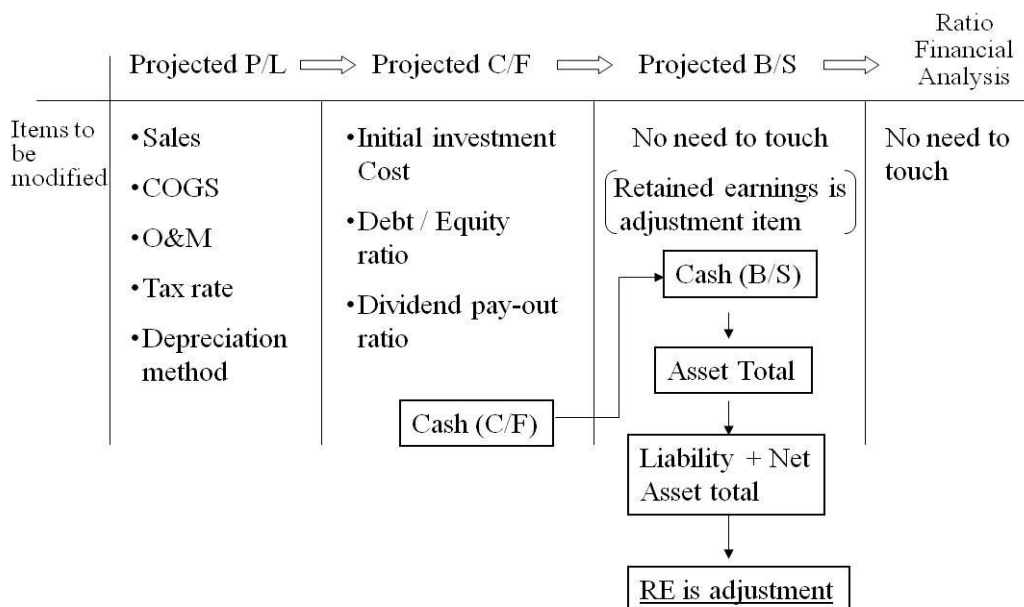 Projected P/L
Projected C/F
Projected B/S
Ratio
Financial
Analysis
Items to
be
modified
•Sales
•COGS
•O&M
•Tax rate
•Depreciation
method
•Initial investment
Cost
•Debt / Equity
ratio
•Dividend pay-out
ratio
Cash (C/F)
No need to touch
Retained earnings is
adjustment item
Cash (B/S)
Asset Total
Liability + Net
Asset total
RE is adjustment
No need to
touch